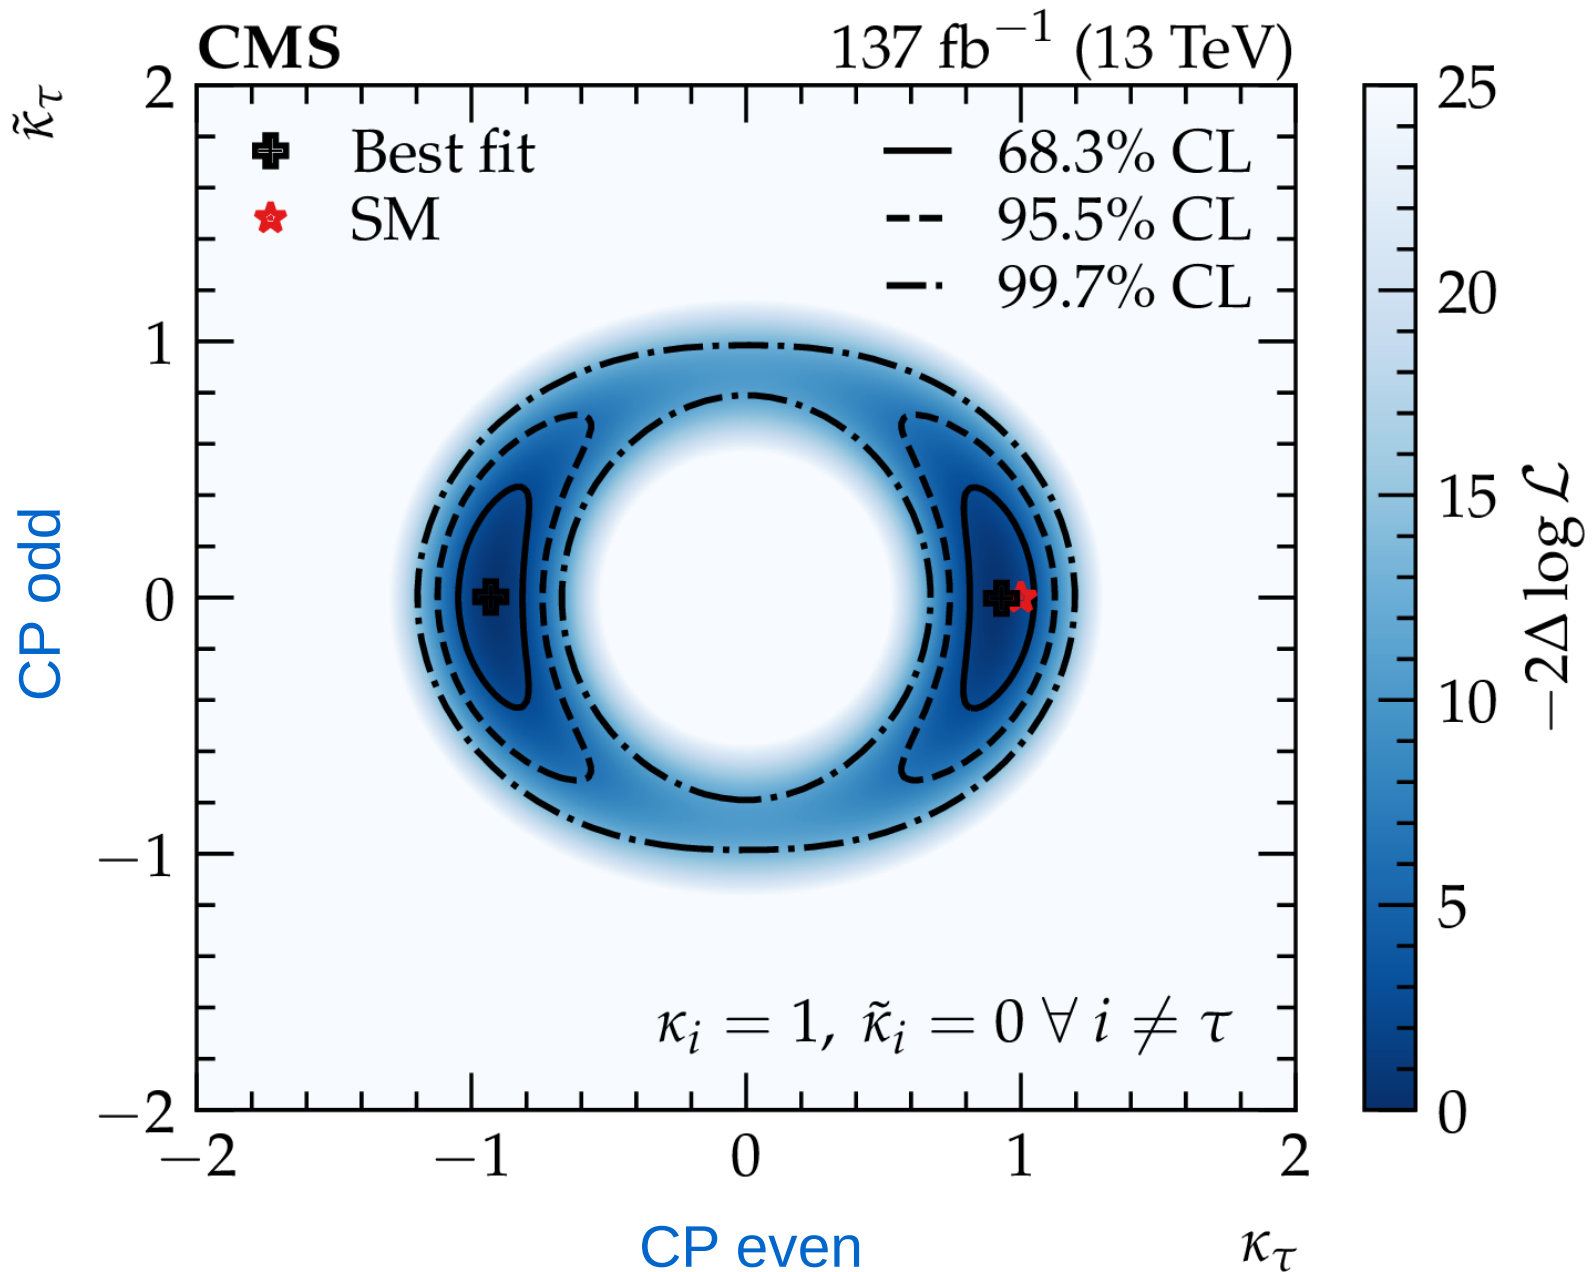 CMS 137 fb⁻¹ (13 TeV)
κ̃τ
2
1
0
−1
−2
Best fit
SM
68.3% CL
95.5% CL
99.7% CL
κᵢ = 1, κ̃ᵢ = 0 ∀ i ≠ τ
−2 −1 0 1 2
CP odd
CP even
κτ
25
20
15
10
5
0
−2Δ log ℒ